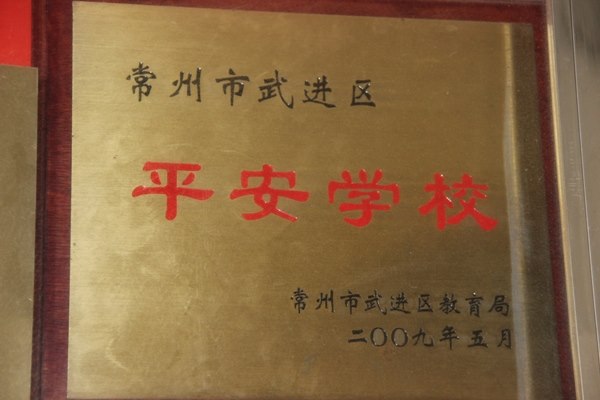 常州市武进区
平安学校
常州市武进区教育局
二〇〇九年五月